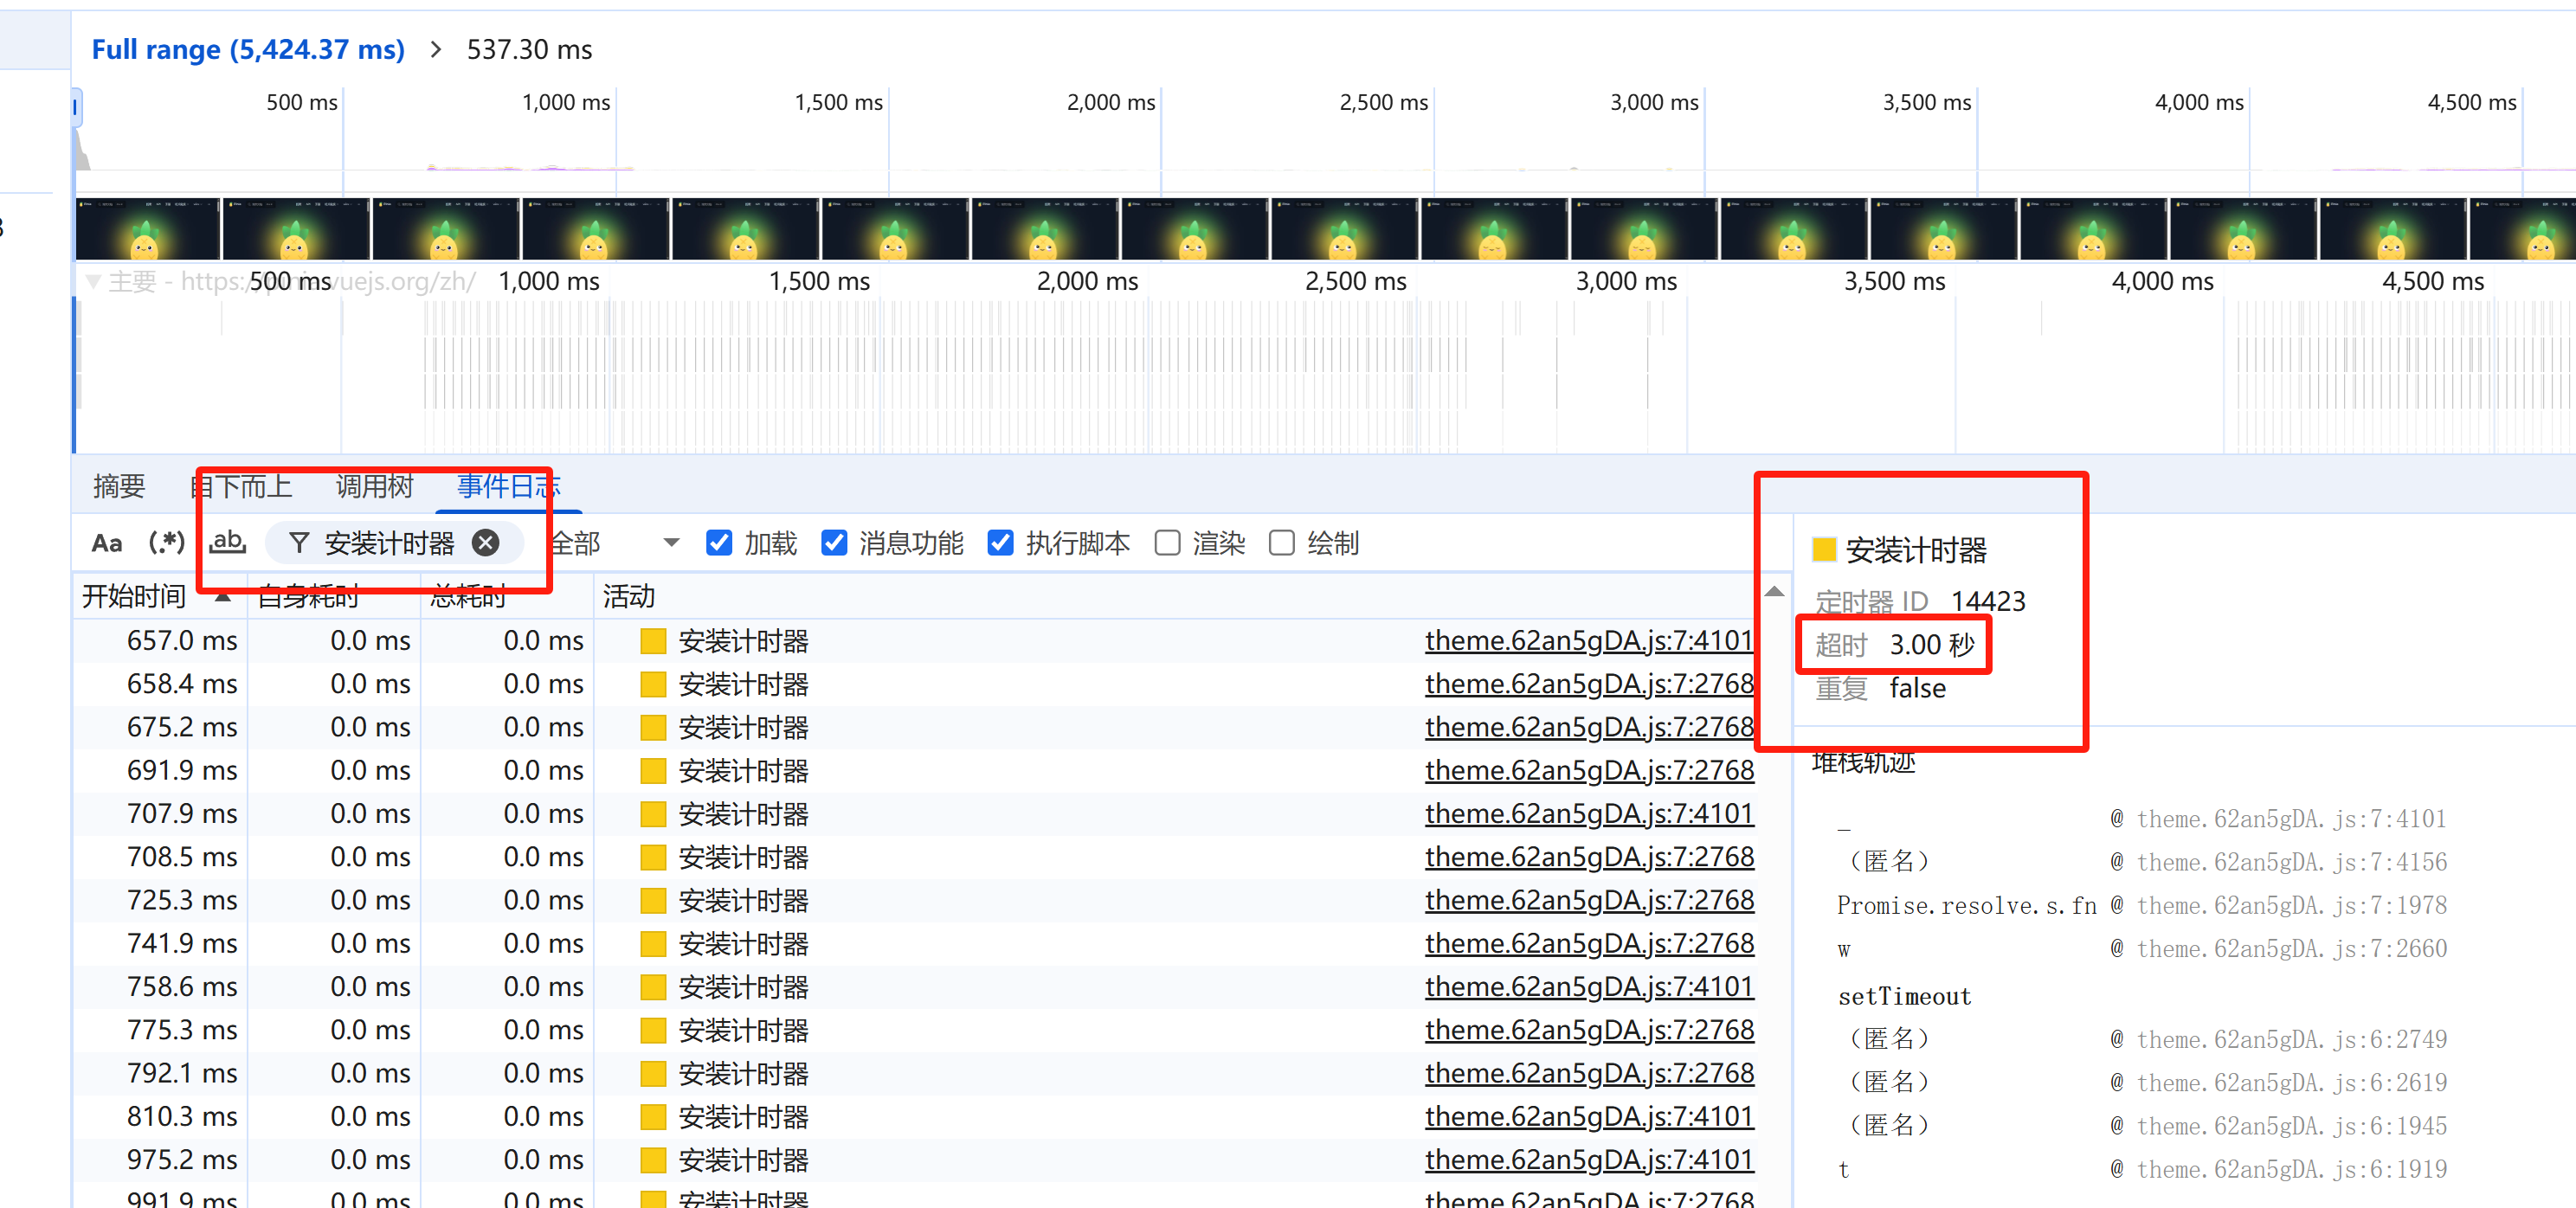 Full range (5,424.37 ms) > 537.30 ms
500 ms 1,000 ms 1,500 ms 2,000 ms 2,500 ms 3,000 ms 3,500 ms 4,000 ms 4,500 ms
主要 - https://
vuejs.org/zh/
500 ms 1,000 ms 1,500 ms 2,000 ms 2,500 ms 3,000 ms 3,500 ms 4,000 ms 4,500 ms
摘要 自下而上 调用树 事件日志
Aa (.*) ab 安装计时器 全部 加载 消息功能 执行脚本 渲染 绘制
开始时间 自身耗时 总耗时 活动
657.0 ms 0.0 ms 0.0 ms 安装计时器 theme.62an5gDA.js:7:4101
658.4 ms 0.0 ms 0.0 ms 安装计时器 theme.62an5gDA.js:7:2768
675.2 ms 0.0 ms 0.0 ms 安装计时器 theme.62an5gDA.js:7:2768
691.9 ms 0.0 ms 0.0 ms 安装计时器 theme.62an5gDA.js:7:2768
707.9 ms 0.0 ms 0.0 ms 安装计时器 theme.62an5gDA.js:7:4101
708.5 ms 0.0 ms 0.0 ms 安装计时器 theme.62an5gDA.js:7:2768
725.3 ms 0.0 ms 0.0 ms 安装计时器 theme.62an5gDA.js:7:2768
741.9 ms 0.0 ms 0.0 ms 安装计时器 theme.62an5gDA.js:7:2768
758.6 ms 0.0 ms 0.0 ms 安装计时器 theme.62an5gDA.js:7:4101
775.3 ms 0.0 ms 0.0 ms 安装计时器 theme.62an5gDA.js:7:2768
792.1 ms 0.0 ms 0.0 ms 安装计时器 theme.62an5gDA.js:7:2768
810.3 ms 0.0 ms 0.0 ms 安装计时器 theme.62an5gDA.js:7:4101
975.2 ms 0.0 ms 0.0 ms 安装计时器 theme.62an5gDA.js:7:4101
991.9 ms 0.0 ms 0.0 ms 安装计时器 theme.62an5gDA.js:7:2768
安装计时器
定时器 ID 14423
超时 3.00 秒
重复 false
堆栈轨迹
_ @ theme.62an5gDA.js:7:4101
（匿名） @ theme.62an5gDA.js:7:4156
Promise.resolve.s.fn @ theme.62an5gDA.js:7:1978
w @ theme.62an5gDA.js:7:2660
setTimeout
（匿名） @ theme.62an5gDA.js:6:2749
（匿名） @ theme.62an5gDA.js:6:2619
（匿名） @ theme.62an5gDA.js:6:1945
t @ theme.62an5gDA.js:6:1919